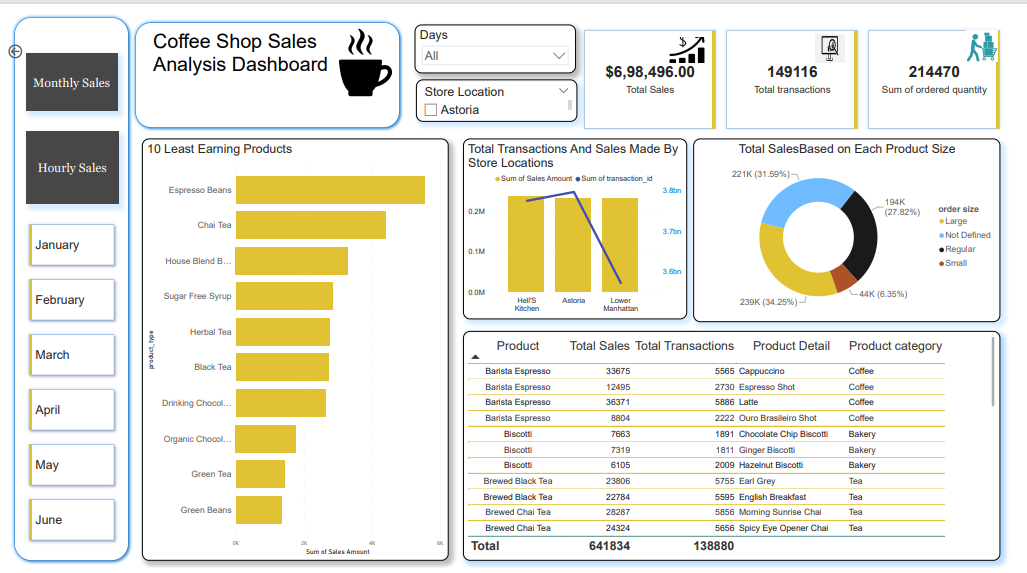 Coffee Shop Sales
Analysis Dashboard
Days
All
Store Location
Astoria
$6,98,496.00
Total Sales
149116
Total transactions
214470
Sum of ordered quantity
Monthly Sales
Hourly Sales
January
February
March
April
May
June
10 Least Earning Products
product_type
Espresso Beans
Chai Tea
House Blend B...
Sugar Free Syrup
Herbal Tea
Black Tea
Drinking Chocol...
Organic Chocol...
Green Tea
Green Beans
0K 2K 4K 6K
Sum of Sales Amount
Total Transactions And Sales Made By
Store Locations
Sum of Sales Amount Sum of transaction_id
0.2M
0.1M
0.0M
3.8bn
3.7bn
3.6bn
Hell'S
Kitchen
Astoria
Lower
Manhattan
Total SalesBased on Each Product Size
221K (31.59%)
194K
(27.82%)
239K (34.25%)
44K (6.35%)
order size
Large
Not Defined
Regular
Small
Product Total Sales Total Transactions Product Detail Product category
Barista Espresso 33675 5565 Cappuccino Coffee
Barista Espresso 12495 2730 Espresso Shot Coffee
Barista Espresso 36371 5886 Latte Coffee
Barista Espresso 8804 2222 Ouro Brasileiro Shot Coffee
Biscotti 7663 1891 Chocolate Chip Biscotti Bakery
Biscotti 7319 1811 Ginger Biscotti Bakery
Biscotti 6105 2009 Hazelnut Biscotti Bakery
Brewed Black Tea 23806 5755 Earl Grey Tea
Brewed Black Tea 22784 5595 English Breakfast Tea
Brewed Chai Tea 28287 5856 Morning Sunrise Chai Tea
Brewed Chai Tea 24324 5656 Spicy Eye Opener Chai Tea
Total 641834 138880